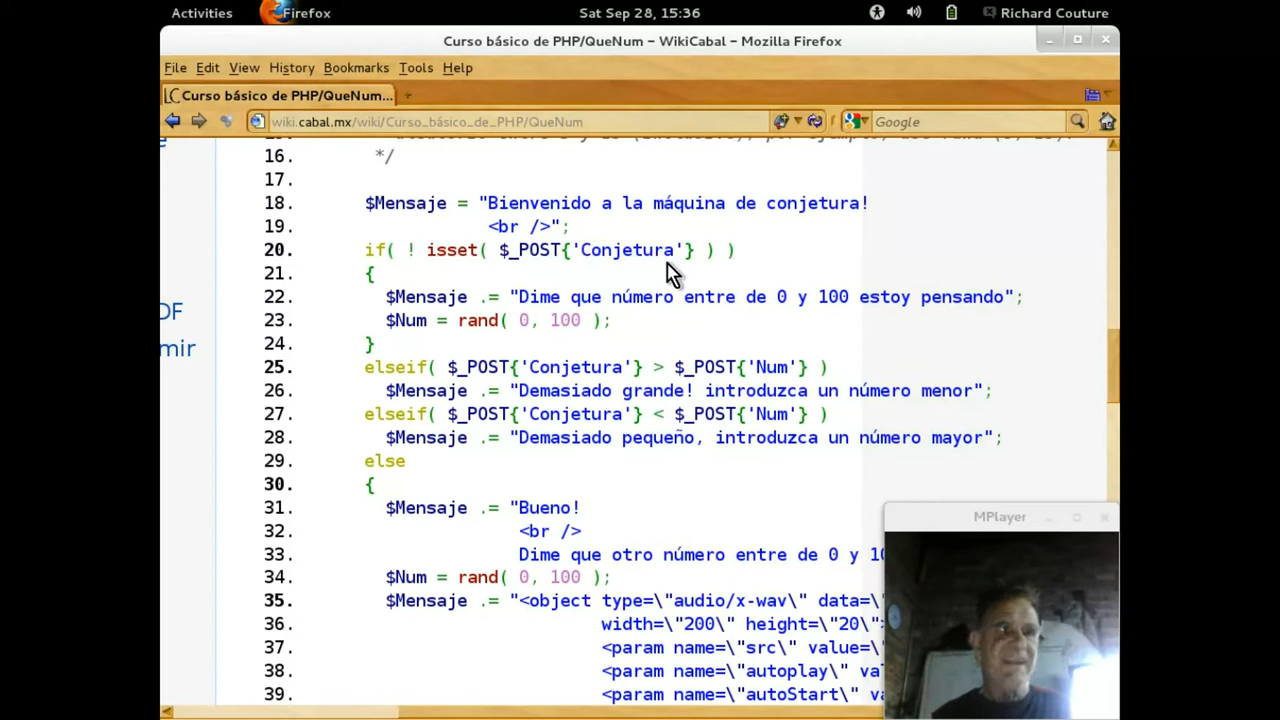 Activities Firefox Sat Sep 28, 15:36 Richard Couture
Curso básico de PHP/QueNum – WikiCabal – Mozilla Firefox
File Edit View History Bookmarks Tools Help
Curso básico de PHP/QueNum...
wiki.cabal.mx/wiki/Curso_básico_de_PHP/QueNum Google
16. */
17.
18. $Mensaje = "Bienvenido a la máquina de conjetura!
19. <br />";
20. if( ! isset( $_POST{'Conjetura'} ) )
21. {
22. $Mensaje .= "Dime que número entre de 0 y 100 estoy pensando";
23. $Num = rand( 0, 100 );
24. }
25. elseif( $_POST{'Conjetura'} > $_POST{'Num'} )
26. $Mensaje .= "Demasiado grande! introduzca un número menor";
27. elseif( $_POST{'Conjetura'} < $_POST{'Num'} )
28. $Mensaje .= "Demasiado pequeño, introduzca un número mayor";
29. else
30. {
31. $Mensaje .= "Bueno!
32. <br />
33. Dime que otro número entre de 0 y 10
34. $Num = rand( 0, 100 );
35. $Mensaje .= "<object type=\"audio/x-wav\" data=\
36. width=\"200\" height=\"20\">
37. <param name=\"src\" value=\
38. <param name=\"autoplay\" va
39. <param name=\"autoStart\" va
DF
mir
MPlayer